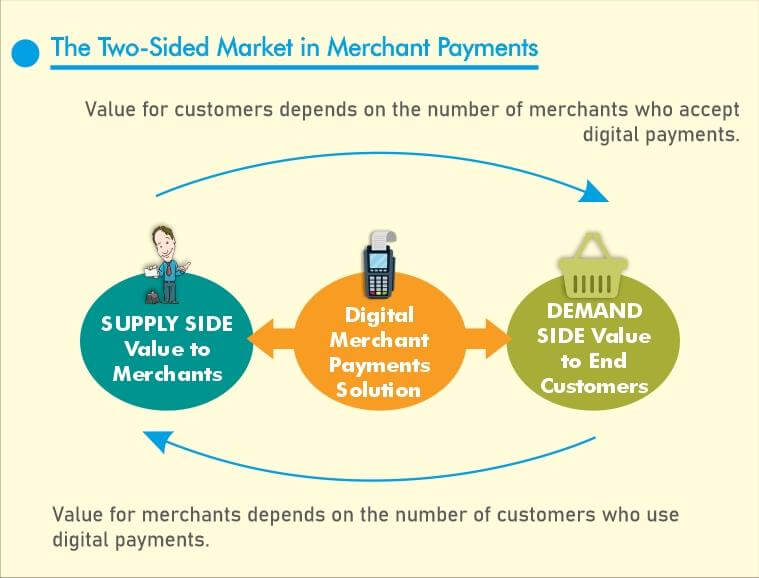 The Two-Sided Market in Merchant Payments
Value for customers depends on the number of merchants who accept
digital payments.
SUPPLY SIDE
Value to
Merchants
Digital
Merchant
Payments
Solution
DEMAND
SIDE Value
to End
Customers
Value for merchants depends on the number of customers who use
digital payments.